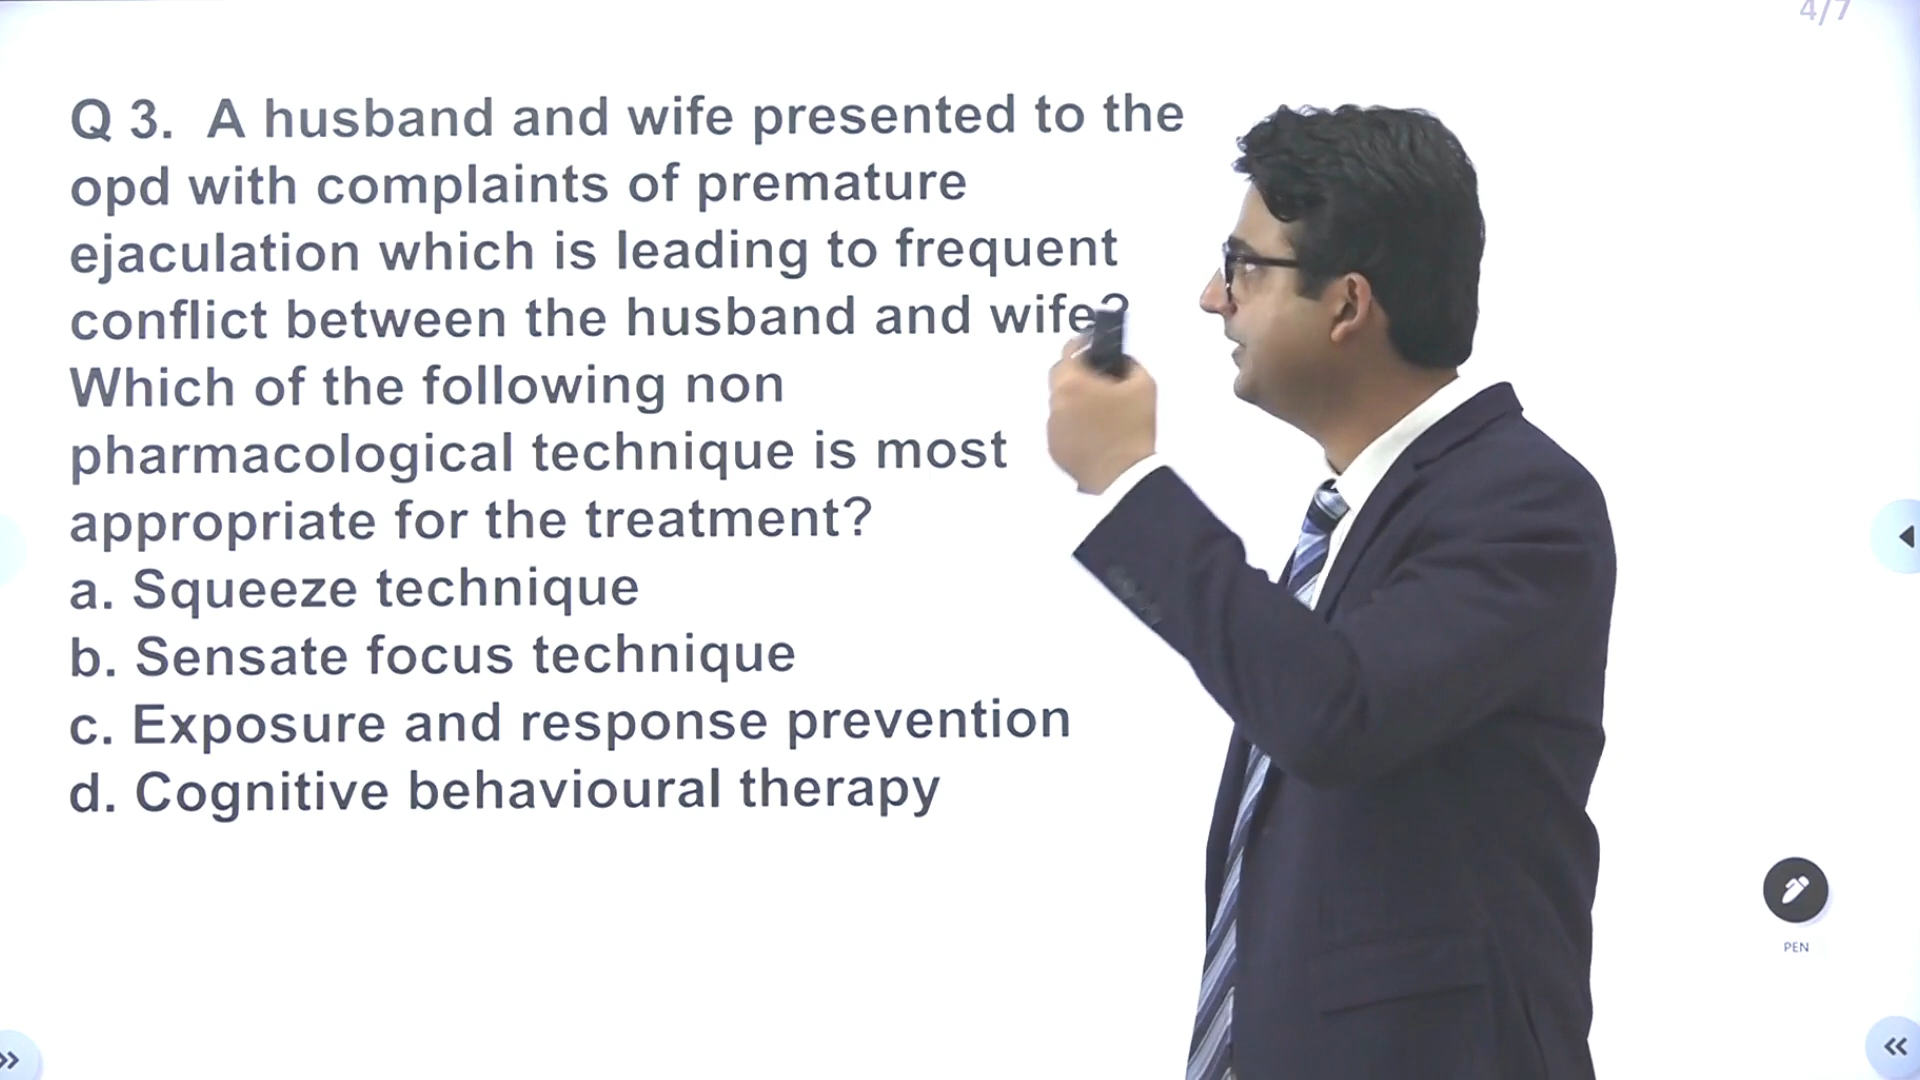 4/7
Q 3. A husband and wife presented to the
opd with complaints of premature
ejaculation which is leading to frequent
conflict between the husband and wife?
Which of the following non
pharmacological technique is most
appropriate for the treatment?
a. Squeeze technique
b. Sensate focus technique
c. Exposure and response prevention
d. Cognitive behavioural therapy
PEN